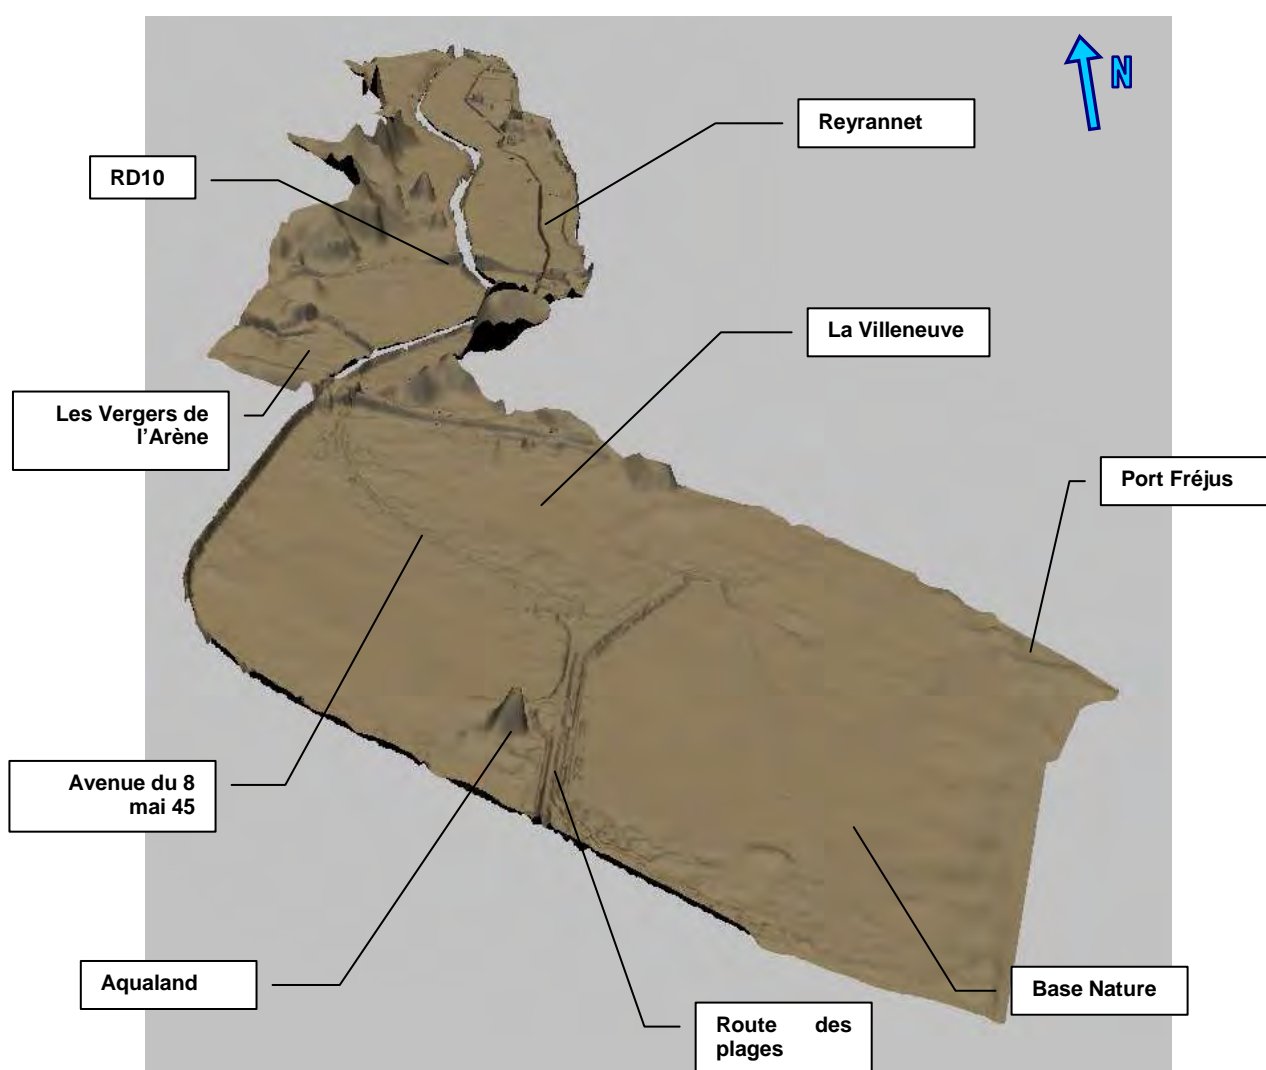 N
Reyrannet
RD10
La Villeneuve
Les Vergers de
l'Arène
Port Fréjus
Avenue du 8
mai 45
Aqualand
Base Nature
Route des
plages